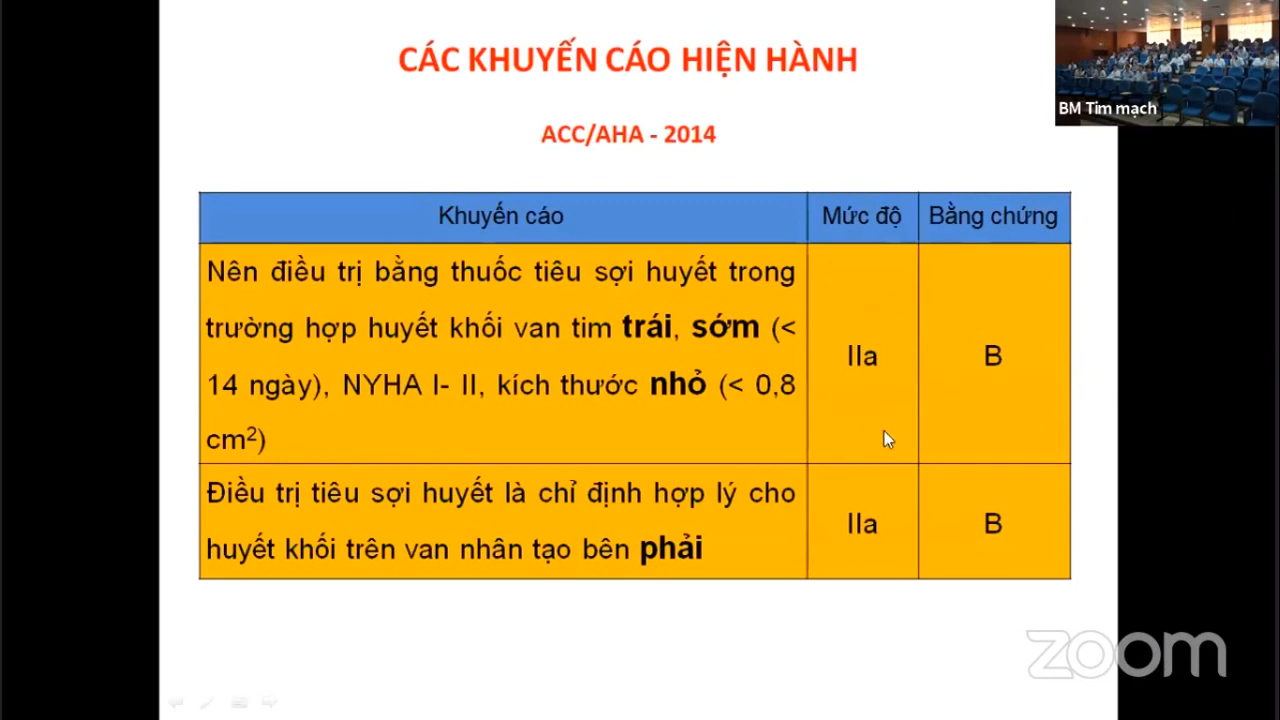 CÁC KHUYẾN CÁO HIỆN HÀNH
BM Tim mạch
ACC/AHA - 2014
Khuyến cáo
Mức độ
Bằng chứng
Nên điều trị bằng thuốc tiêu sợi huyết trong
trường hợp huyết khối van tim trái, sớm (<
14 ngày), NYHA I- II, kích thước nhỏ (< 0,8
cm²)
IIa
B
Điều trị tiêu sợi huyết là chỉ định hợp lý cho
huyết khối trên van nhân tạo bên phải
IIa
B
zoom